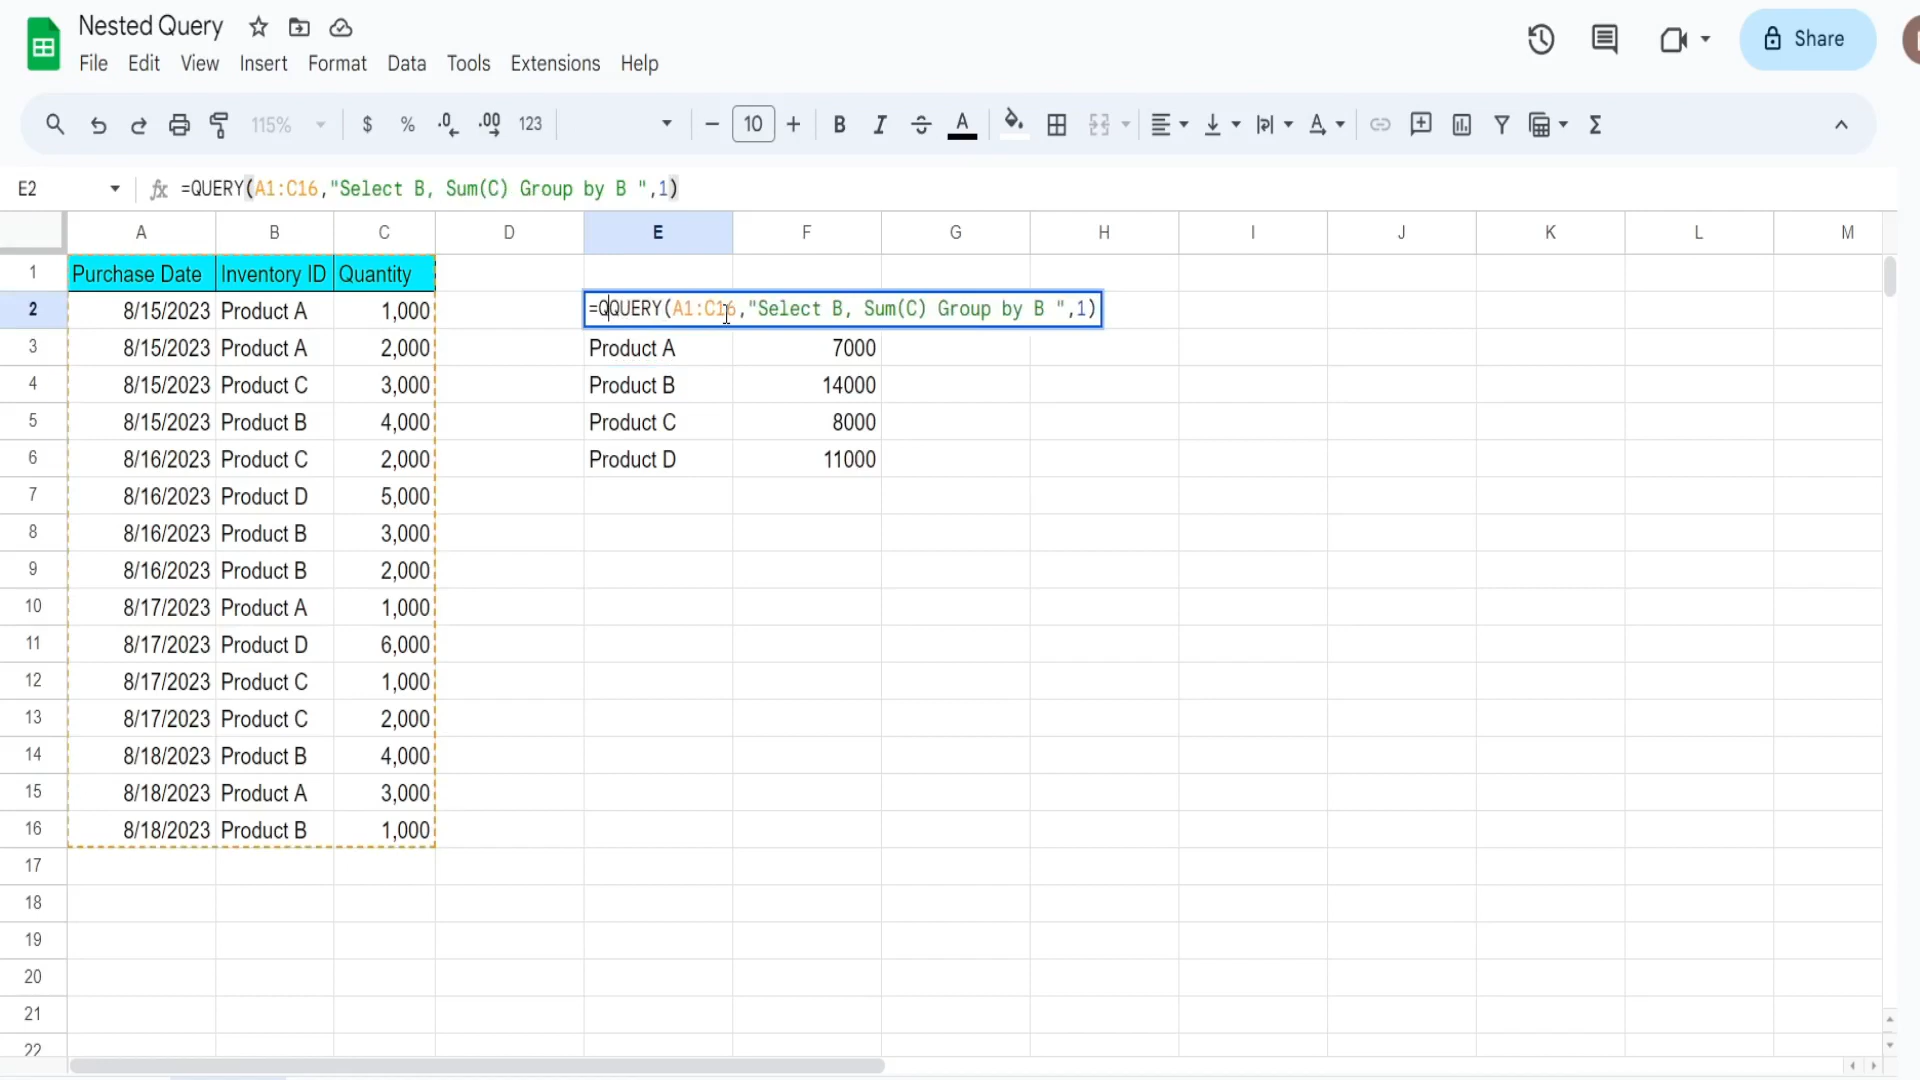 Nested Query
File Edit View Insert Format Data Tools Extensions Help
Share
115% $ % .0 .00 123 10 B I A Σ
E2 fx =QUERY(A1:C16,"Select B, Sum(C) Group by B ",1)
A B C D E F G H I J K L M
1 Purchase Date Inventory ID Quantity
2 8/15/2023 Product A 1,000 =QQUERY(A1:C16,"Select B, Sum(C) Group by B ",1)
3 8/15/2023 Product A 2,000 Product A 7000
4 8/15/2023 Product C 3,000 Product B 14000
5 8/15/2023 Product B 4,000 Product C 8000
6 8/16/2023 Product C 2,000 Product D 11000
7 8/16/2023 Product D 5,000
8 8/16/2023 Product B 3,000
9 8/16/2023 Product B 2,000
10 8/17/2023 Product A 1,000
11 8/17/2023 Product D 6,000
12 8/17/2023 Product C 1,000
13 8/17/2023 Product C 2,000
14 8/18/2023 Product B 4,000
15 8/18/2023 Product A 3,000
16 8/18/2023 Product B 1,000
17
18
19
20
21
22